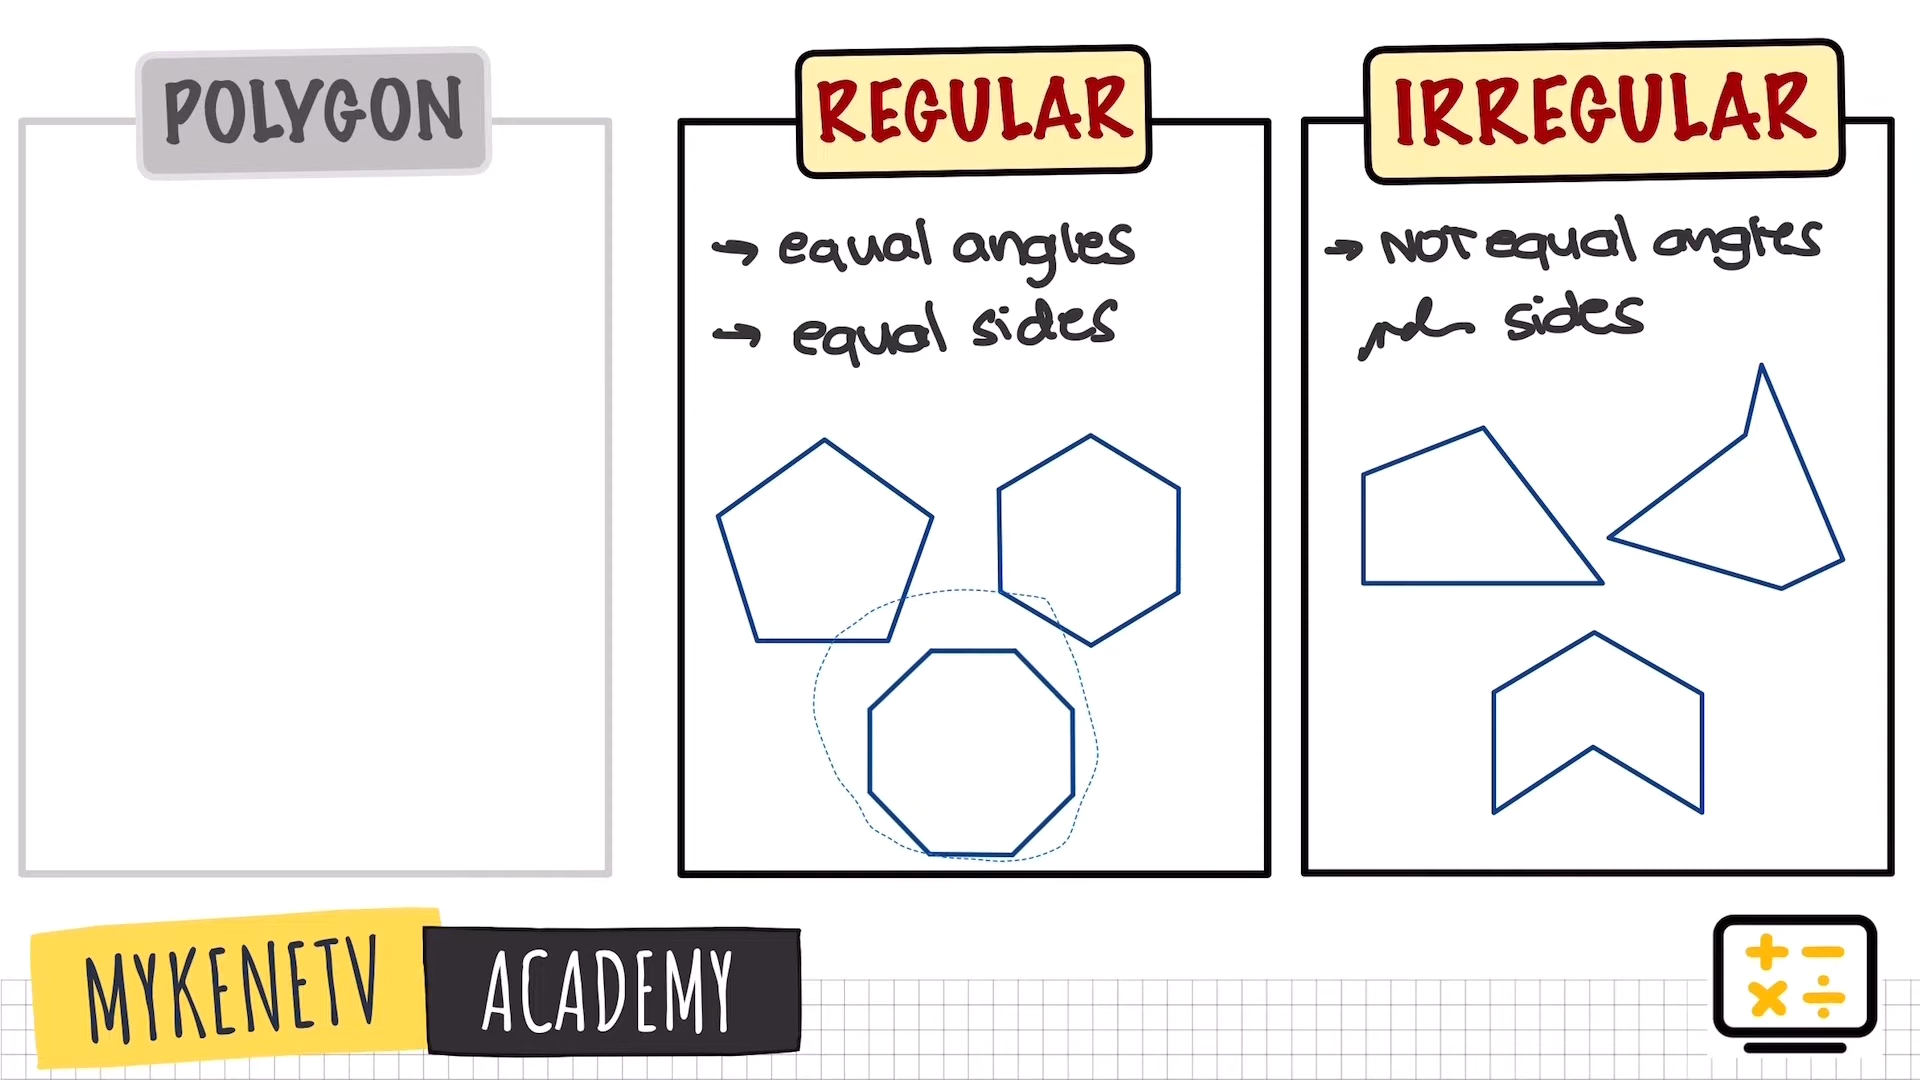 POLYGON
REGULAR
→ equal angles
→ equal sides
IRREGULAR
→ NOT equal angles
sides
MYKENETV
ACADEMY
+ −
× ÷